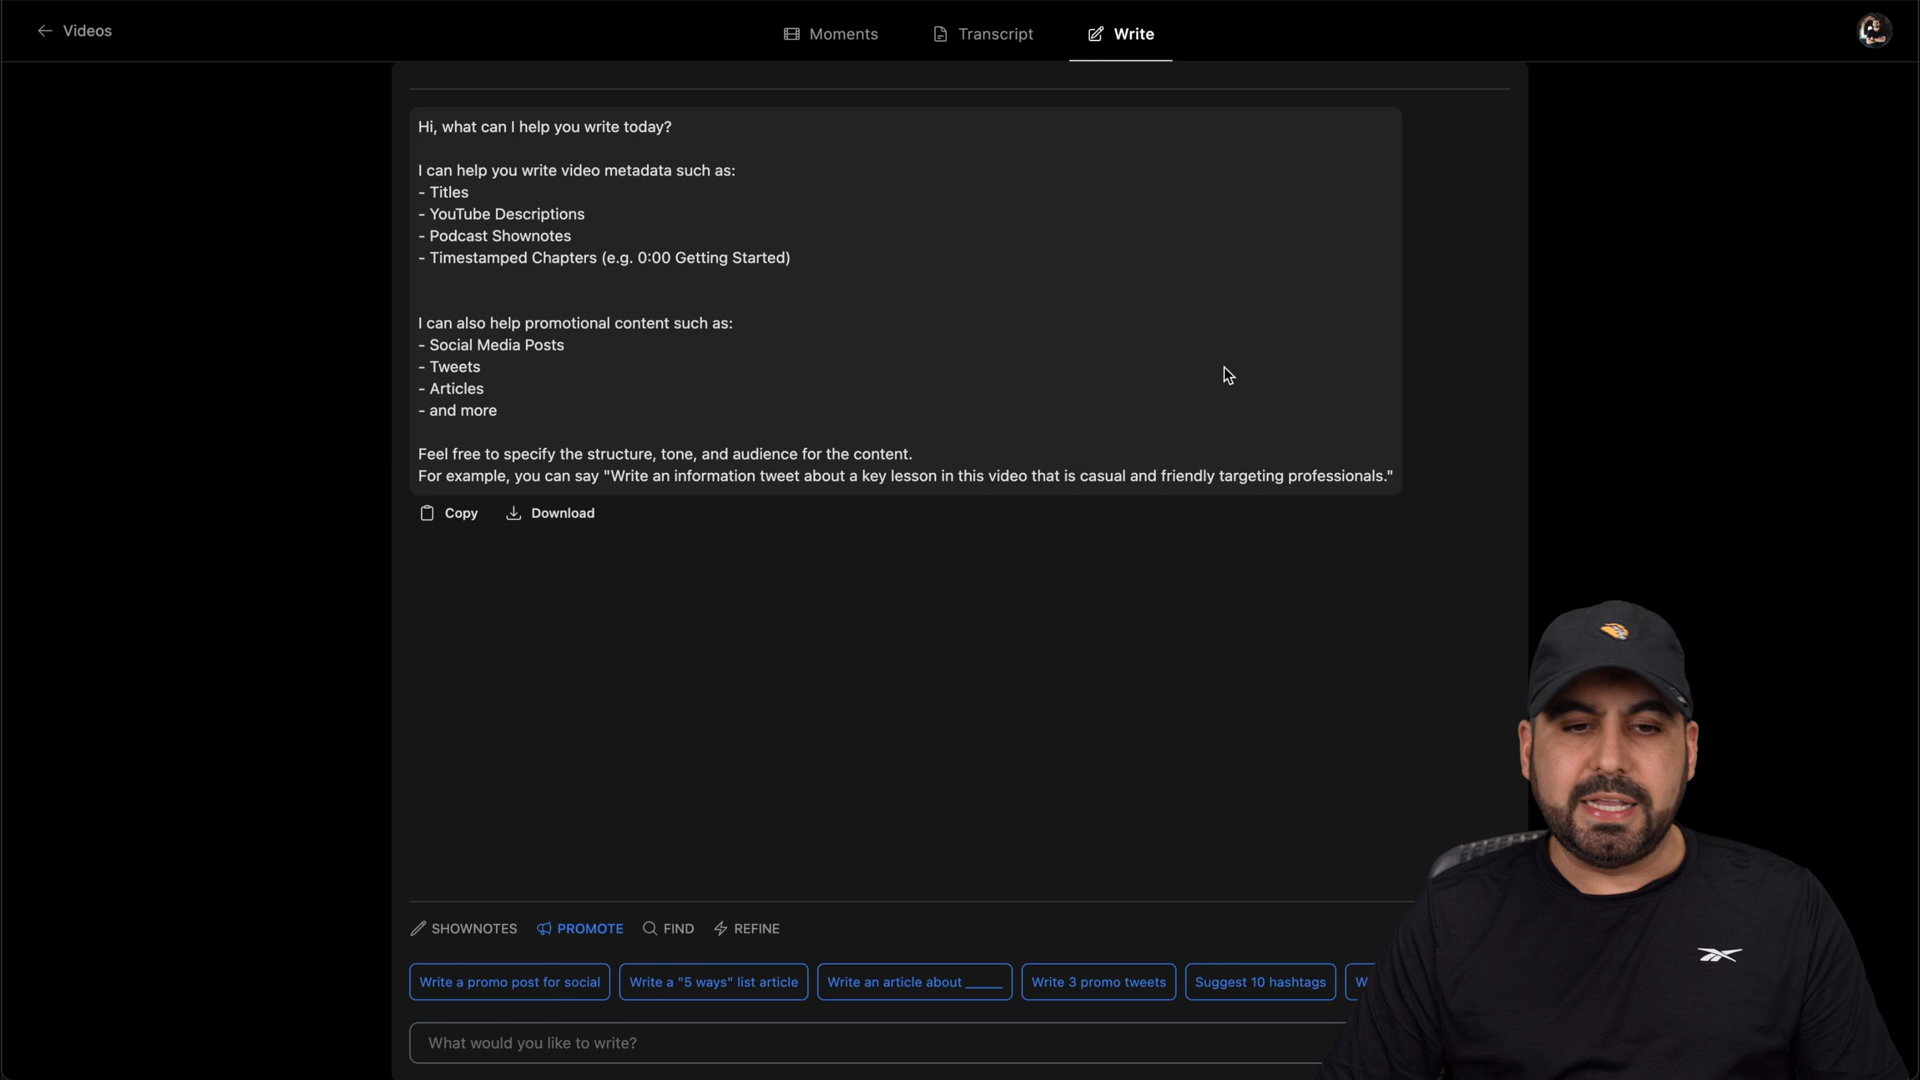 Videos
Moments
Transcript
Write
Hi, what can I help you write today?
I can help you write video metadata such as:
- Titles
- YouTube Descriptions
- Podcast Shownotes
- Timestamped Chapters (e.g. 0:00 Getting Started)
I can also help promotional content such as:
- Social Media Posts
- Tweets
- Articles
- and more
Feel free to specify the structure, tone, and audience for the content.
For example, you can say "Write an information tweet about a key lesson in this video that is casual and friendly targeting professionals."
Copy
Download
SHOWNOTES
PROMOTE
FIND
REFINE
Write a promo post for social
Write a "5 ways" list article
Write an article about _____
Write 3 promo tweets
Suggest 10 hashtags
W
What would you like to write?